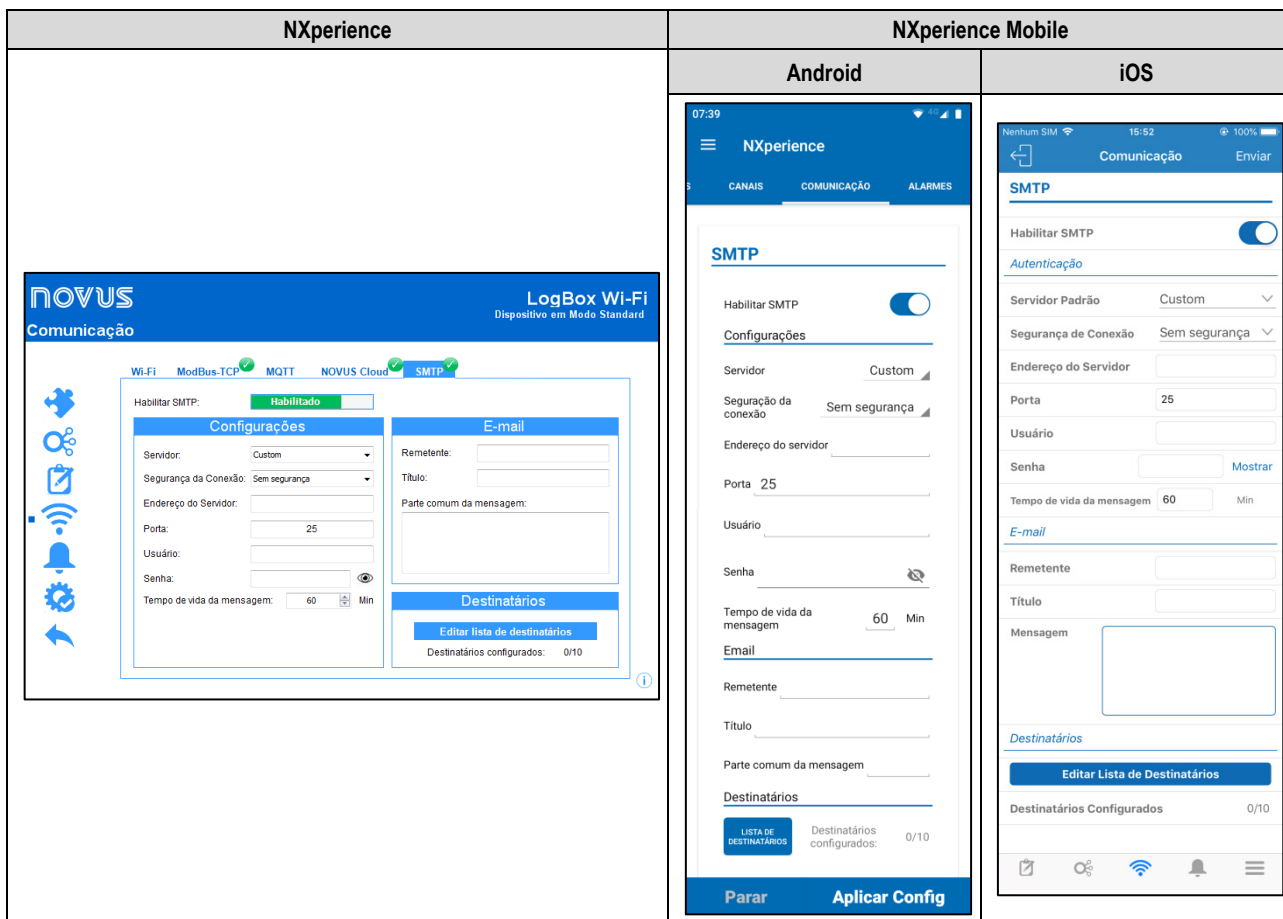 NXperience
NXperience Mobile
Android
iOS
NOVUS
LogBox Wi-Fi
Dispositivo em Modo Standard
Comunicação
Wi-Fi ModBus-TCP MQTT NOVUS Cloud SMTP
Habilitar SMTP: Habilitado
Configurações
Servidor: Custom
Segurança da Conexão: Sem segurança
Endereço do Servidor:
Porta: 25
Usuário:
Senha:
Tempo de vida da mensagem: 60 Min
E-mail
Remetente:
Título:
Parte comum da mensagem:
Destinatários
Editar lista de destinatários
Destinatários configurados: 0/10
07:39 4G
NXperience
S CANAIS COMUNICAÇÃO ALARMES
SMTP
Habilitar SMTP
Configurações
Servidor Custom
Seguração da
conexão Sem segurança
Endereço do servidor
Porta 25
Usuário
Senha
Tempo de vida da
mensagem 60 Min
Email
Remetente
Título
Parte comum da mensagem
Destinatários
LISTA DE
DESTINATÁRIOS
Destinatários
configurados: 0/10
Parar Aplicar Config
Nenhum SIM 15:52 100%
Comunicação Enviar
SMTP
Habilitar SMTP
Autenticação
Servidor Padrão Custom
Segurança de Conexão Sem segurança
Endereço do Servidor
Porta 25
Usuário
Senha Mostrar
Tempo de vida da mensagem 60 Min
E-mail
Remetente
Título
Mensagem
Destinatários
Editar Lista de Destinatários
Destinatários Configurados 0/10